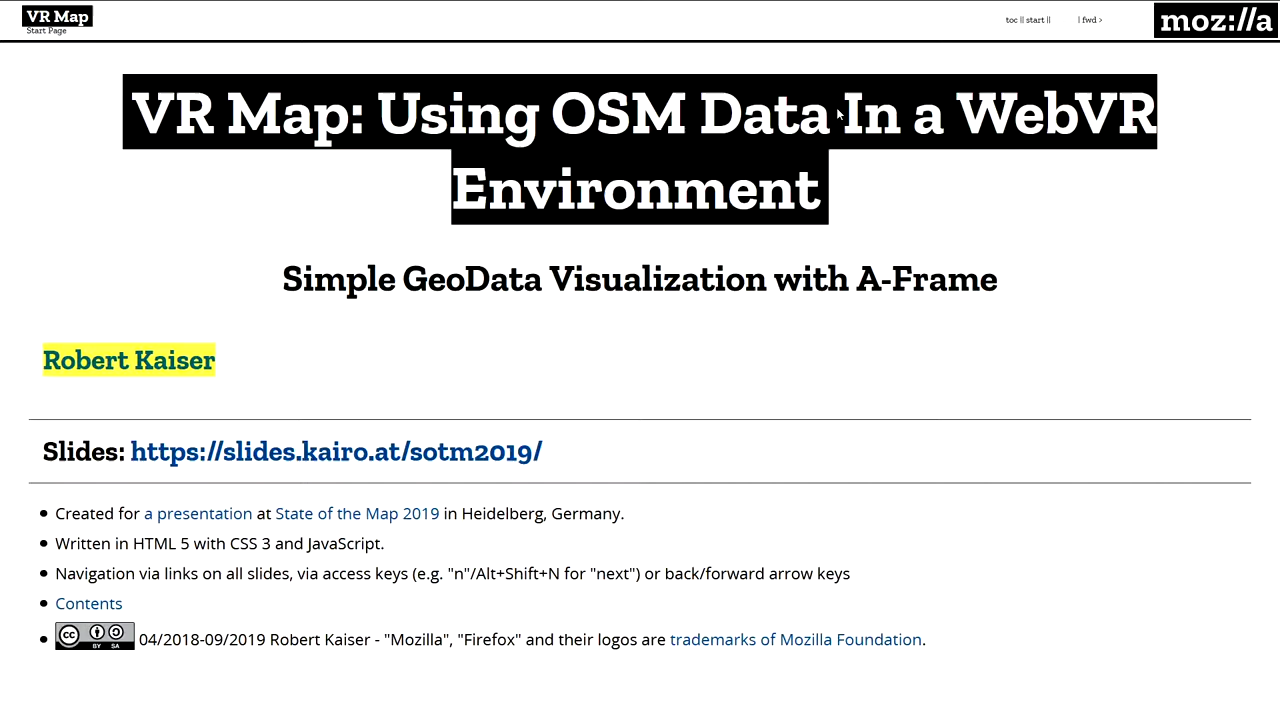 VR Map
Start Page
toc || start ||
| fwd >
moz://a
VR Map: Using OSM Data In a WebVR
Environment
Simple GeoData Visualization with A-Frame
Robert Kaiser
Slides: https://slides.kairo.at/sotm2019/
Created for a presentation at State of the Map 2019 in Heidelberg, Germany.
Written in HTML 5 with CSS 3 and JavaScript.
Navigation via links on all slides, via access keys (e.g. "n"/Alt+Shift+N for "next") or back/forward arrow keys
Contents
cc BY SA 04/2018-09/2019 Robert Kaiser - "Mozilla", "Firefox" and their logos are trademarks of Mozilla Foundation.